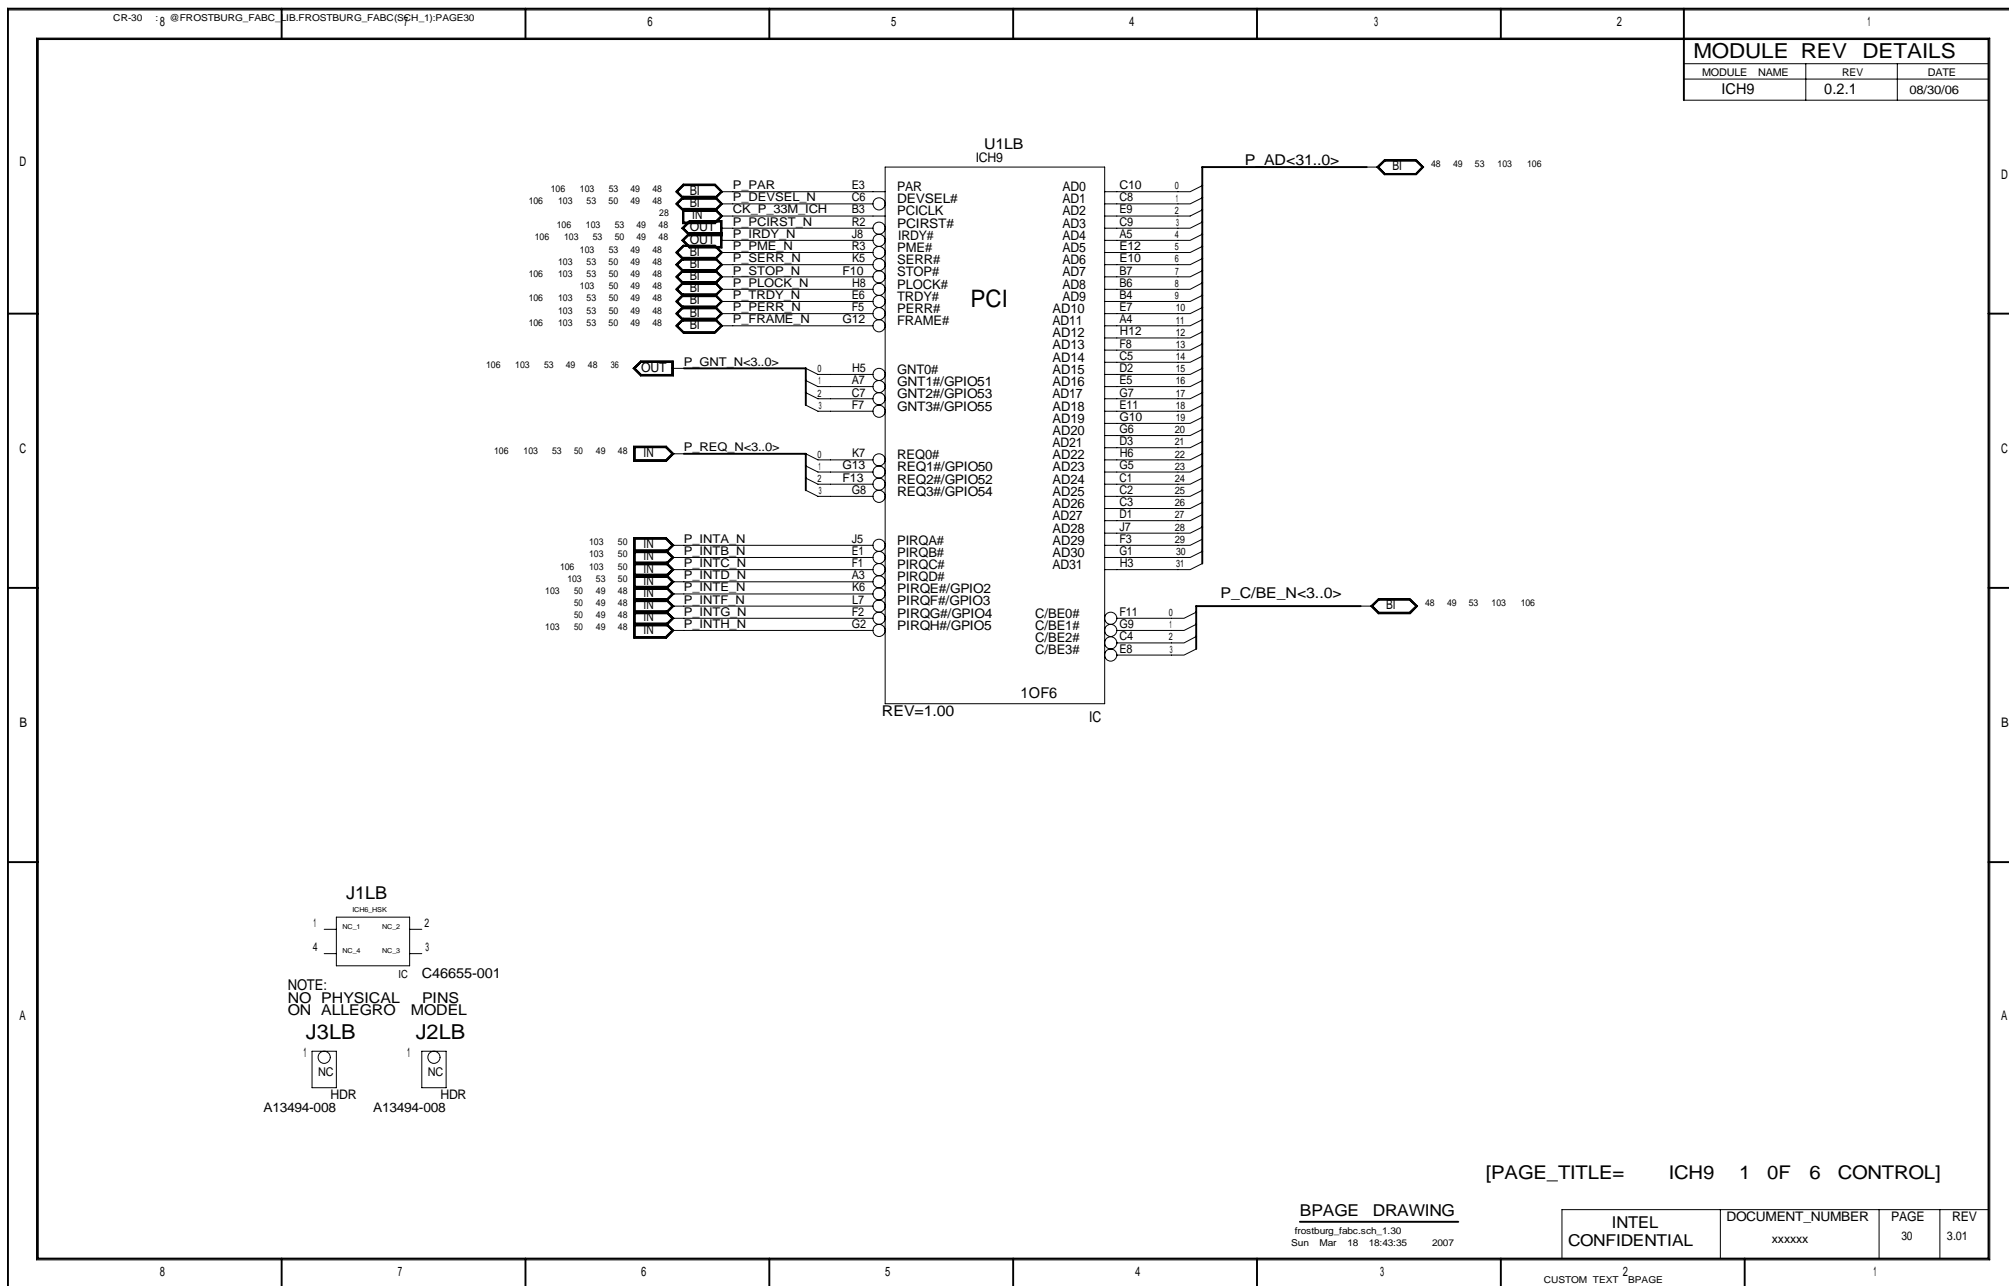 CR-30 : @FROSTBURG_FABC_LIB.FROSTBURG_FABC(SCH_1):PAGE30
8 7 6 5 4 3 2 1
MODULE REV DETAILS
MODULE NAME REV DATE
ICH9 0.2.1 08/30/06
D
D
U1LB
ICH9
106 103 53 49 48 BI P_PAR E3 PAR
106 103 53 50 49 48 BI P_DEVSEL_N C6 DEVSEL#
28 IN CK_P_33M_ICH B3 PCICLK
106 103 53 49 48 OUT P_PCIRST_N R2 PCIRST#
106 103 53 50 49 48 OUT P_IRDY_N J8 IRDY#
103 53 49 48 BI P_PME_N R3 PME#
103 53 50 49 48 BI P_SERR_N K5 SERR#
106 103 53 50 49 48 BI P_STOP_N F10 STOP#
103 50 49 48 BI P_PLOCK_N H8 PLOCK#
106 103 53 50 49 48 BI P_TRDY_N E6 TRDY#
103 53 50 49 48 BI P_PERR_N F5 PERR#
106 103 53 50 49 48 BI P_FRAME_N G12 FRAME#
PCI
106 103 53 49 48 36 OUT P_GNT_N<3..0>
0 H5 GNT0#
1 A7 GNT1#/GPIO51
2 C7 GNT2#/GPIO53
3 F7 GNT3#/GPIO55
C
C
106 103 53 50 49 48 IN P_REQ_N<3..0>
0 K7 REQ0#
1 G13 REQ1#/GPIO50
2 F13 REQ2#/GPIO52
3 G8 REQ3#/GPIO54
103 50 IN P_INTA_N J5 PIRQA#
103 50 IN P_INTB_N E1 PIRQB#
106 103 50 IN P_INTC_N F1 PIRQC#
103 53 50 IN P_INTD_N A3 PIRQD#
103 50 49 48 IN P_INTE_N K6 PIRQE#/GPIO2
50 49 48 IN P_INTF_N L7 PIRQF#/GPIO3
50 49 48 IN P_INTG_N F2 PIRQG#/GPIO4
103 50 49 48 IN P_INTH_N G2 PIRQH#/GPIO5
P_AD<31..0> BI 48 49 53 103 106
AD0 C10 0
AD1 C8 1
AD2 E9 2
AD3 C9 3
AD4 A5 4
AD5 E12 5
AD6 E10 6
AD7 B7 7
AD8 B6 8
AD9 B4 9
AD10 E7 10
AD11 A4 11
AD12 H12 12
AD13 F8 13
AD14 C5 14
AD15 D2 15
AD16 E5 16
AD17 G7 17
AD18 E11 18
AD19 G10 19
AD20 G6 20
AD21 D3 21
AD22 H6 22
AD23 G5 23
AD24 C1 24
AD25 C2 25
AD26 C3 26
AD27 D1 27
AD28 J7 28
AD29 F3 29
AD30 G1 30
AD31 H3 31
P_C/BE_N<3..0> BI 48 49 53 103 106
C/BE0# F11 0
C/BE1# G9 1
C/BE2# C4 2
C/BE3# E8 3
1OF6
REV=1.00
IC
B
B
J1LB
ICH6_HSK
1 NC_1 NC_2 2
4 NC_4 NC_3 3
IC C46655-001
NOTE:
NO PHYSICAL PINS
ON ALLEGRO MODEL
A
A
J3LB J2LB
1 1
NC NC
HDR HDR
A13494-008 A13494-008
[PAGE_TITLE= ICH9 1 0F 6 CONTROL]
BPAGE DRAWING
frostburg_fabc.sch_1.30
Sun Mar 18 18:43:35 2007
INTEL
CONFIDENTIAL
DOCUMENT_NUMBER PAGE REV
xxxxxx 30 3.01
8 7 6 5 4 3 2 1
CUSTOM TEXT BPAGE